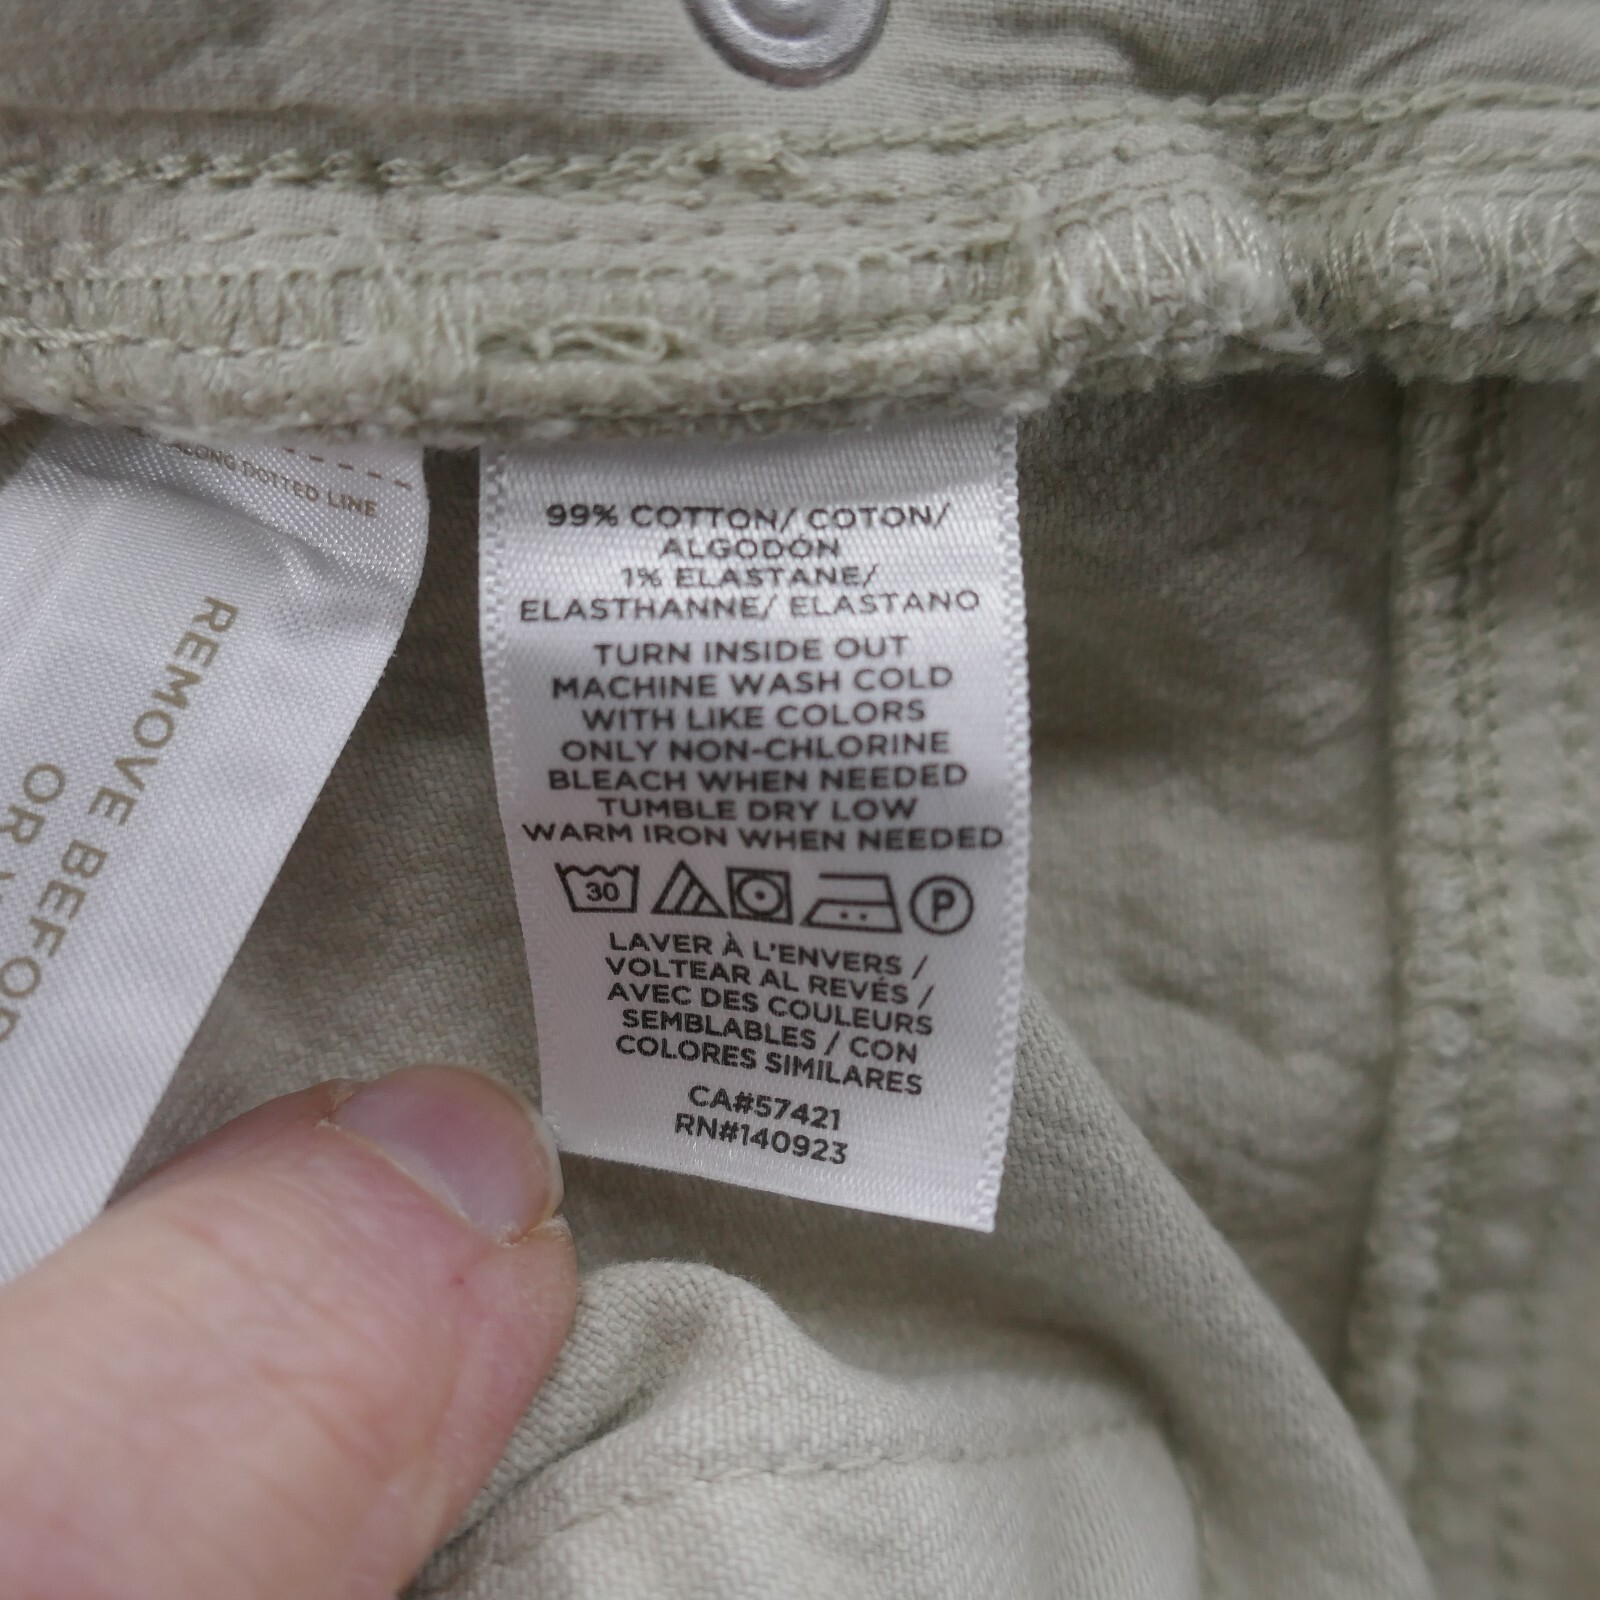 ALONG DOTTED LINE
REMOVE BEFOR
OR
99% COTTON/ COTON/
ALGODÓN
1% ELASTANE/
ELASTHANNE/ ELASTANO
TURN INSIDE OUT
MACHINE WASH COLD
WITH LIKE COLORS
ONLY NON-CHLORINE
BLEACH WHEN NEEDED
TUMBLE DRY LOW
WARM IRON WHEN NEEDED
30 P
LAVER À L'ENVERS /
VOLTEAR AL REVÉS /
AVEC DES COULEURS
SEMBLABLES / CON
COLORES SIMILARES
CA#57421
RN#140923